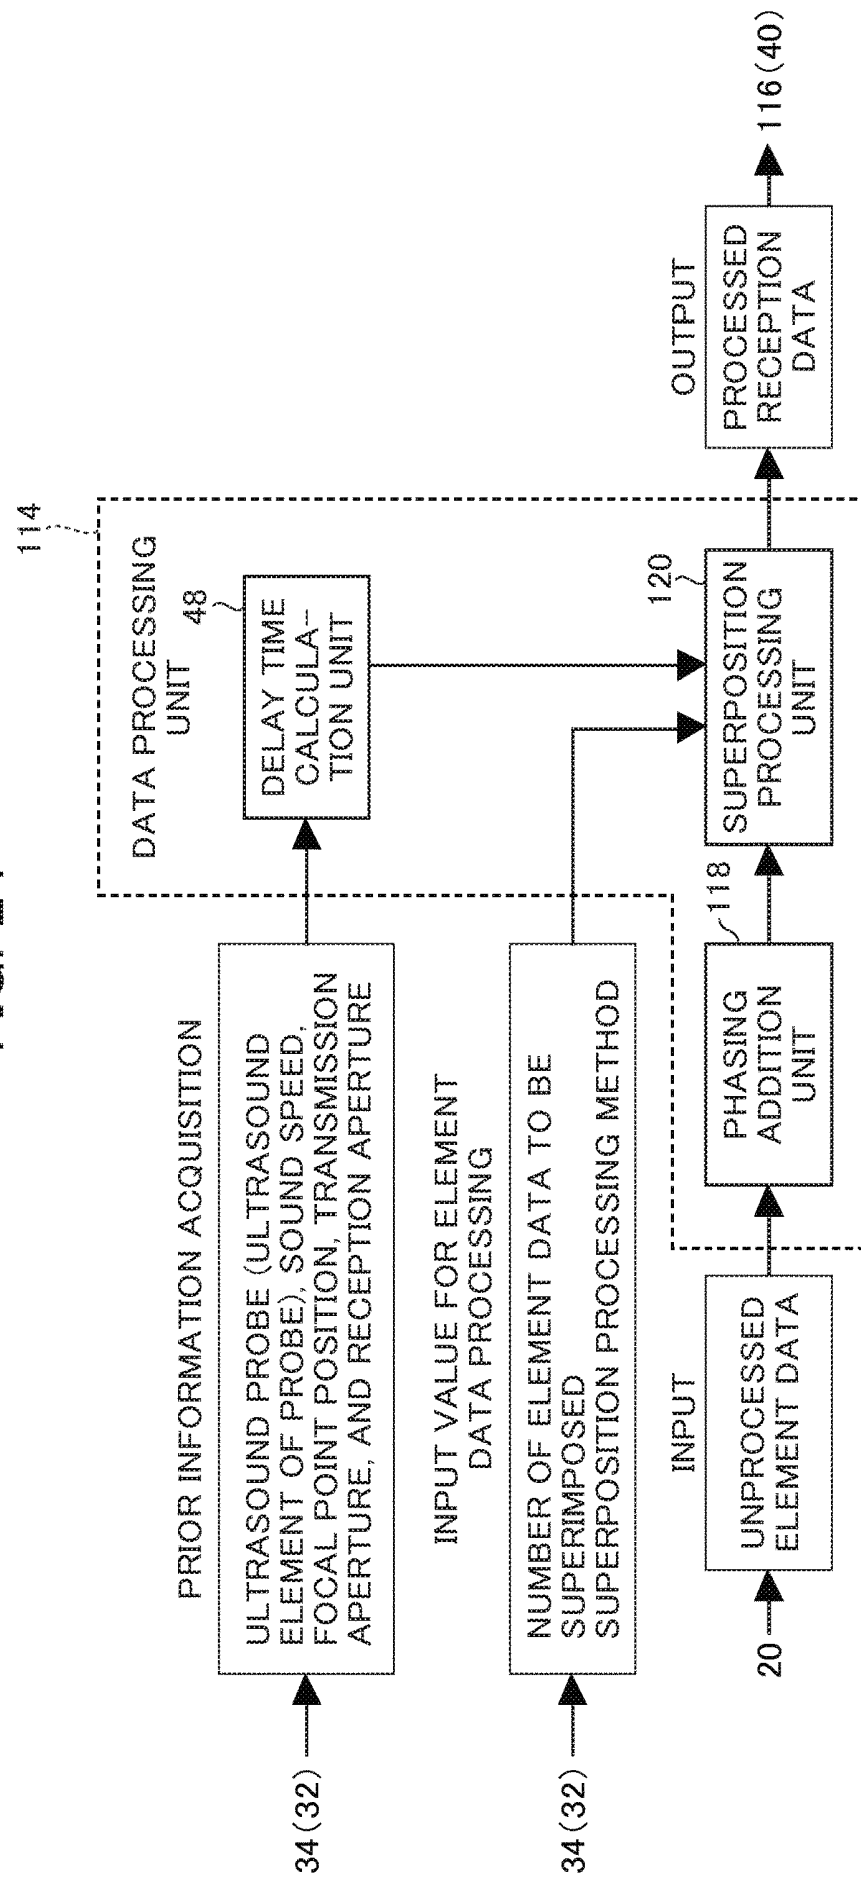 114
DATA PROCESSING
UNIT
PRIOR INFORMATION ACQUISITION
34(32)
ULTRASOUND PROBE (ULTRASOUND
ELEMENT OF PROBE), SOUND SPEED,
FOCAL POINT POSITION, TRANSMISSION
APERTURE, AND RECEPTION APERTURE
48
DELAY TIME
CALCULA-
TION UNIT
INPUT VALUE FOR ELEMENT
DATA PROCESSING
34(32)
NUMBER OF ELEMENT DATA TO BE
SUPERIMPOSED
SUPERPOSITION PROCESSING METHOD
INPUT
20
UNPROCESSED
ELEMENT DATA
118
PHASING
ADDITION
UNIT
120
SUPERPOSITION
PROCESSING
UNIT
OUTPUT
PROCESSED
RECEPTION
DATA
116(40)